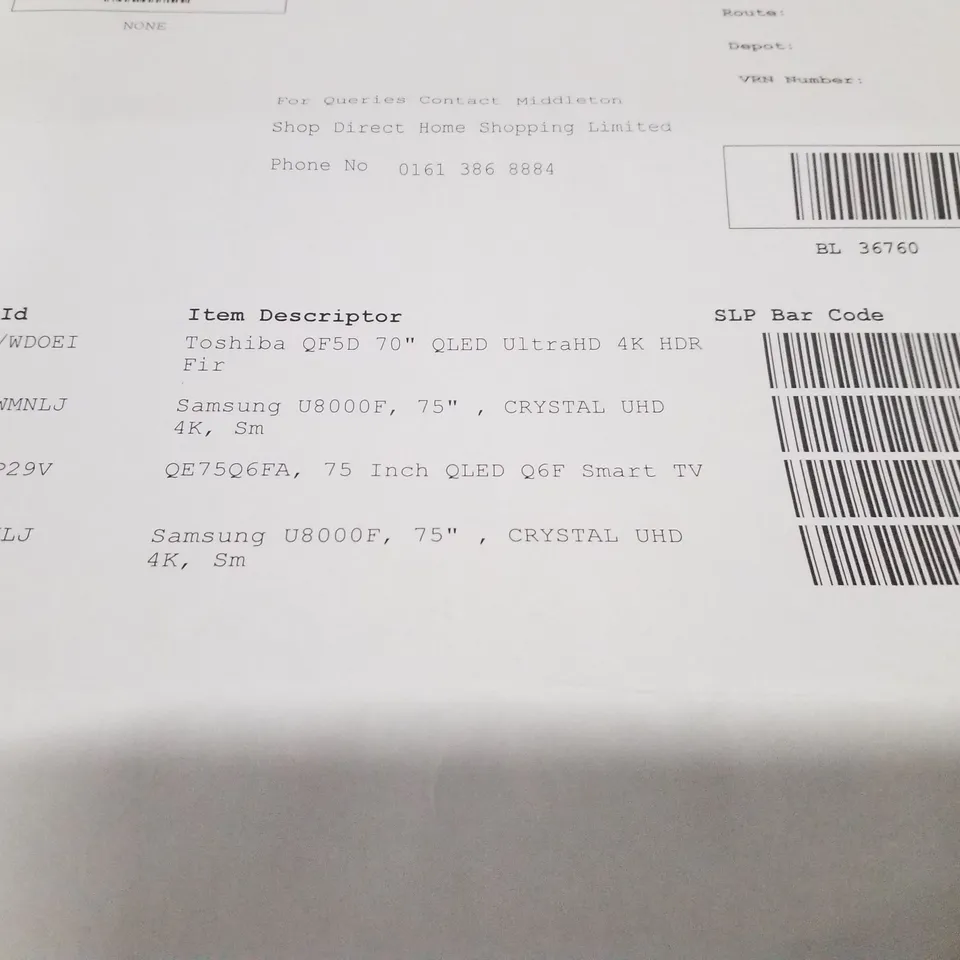 NONE
Route:
Depot:
VRN Number:
For Queries Contact Middleton
Shop Direct Home Shopping Limited
Phone No 0161 386 8884
BL 36760
Id Item Descriptor SLP Bar Code
/WDOEI Toshiba QF5D 70" QLED UltraHD 4K HDR
Fir
WMNLJ Samsung U8000F, 75" , CRYSTAL UHD
4K, Sm
P29V QE75Q6FA, 75 Inch QLED Q6F Smart TV
LJ Samsung U8000F, 75" , CRYSTAL UHD
4K, Sm